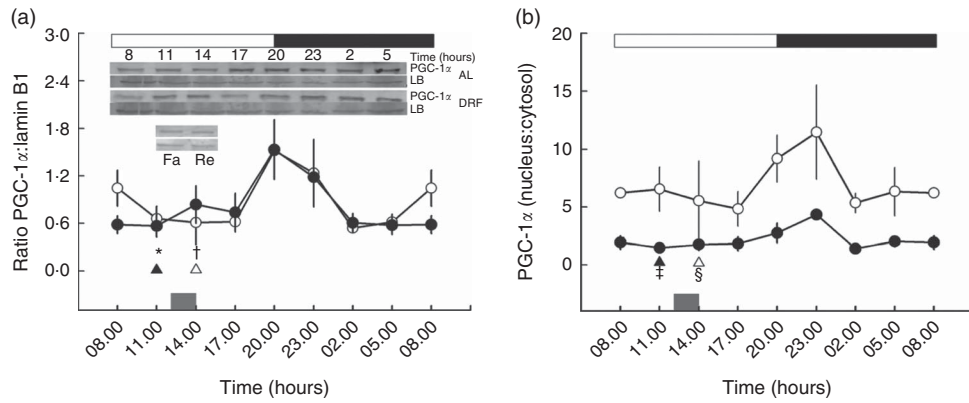 (a)
3·0
2·4
1·8
1·2
0·6
0·0
Ratio PGC-1α:lamin B1
8 11 14 17 20 23 2 5 Time (hours)
PGC-1α AL
LB
PGC-1α DRF
LB
Fa Re
* †
08.00 11.00 14.00 17.00 20.00 23.00 02.00 05.00 08.00
Time (hours)
(b)
20
15
10
5
0
PGC-1α (nucleus:cytosol)
‡ §
08.00 11.00 14.00 17.00 20.00 23.00 02.00 05.00 08.00
Time (hours)